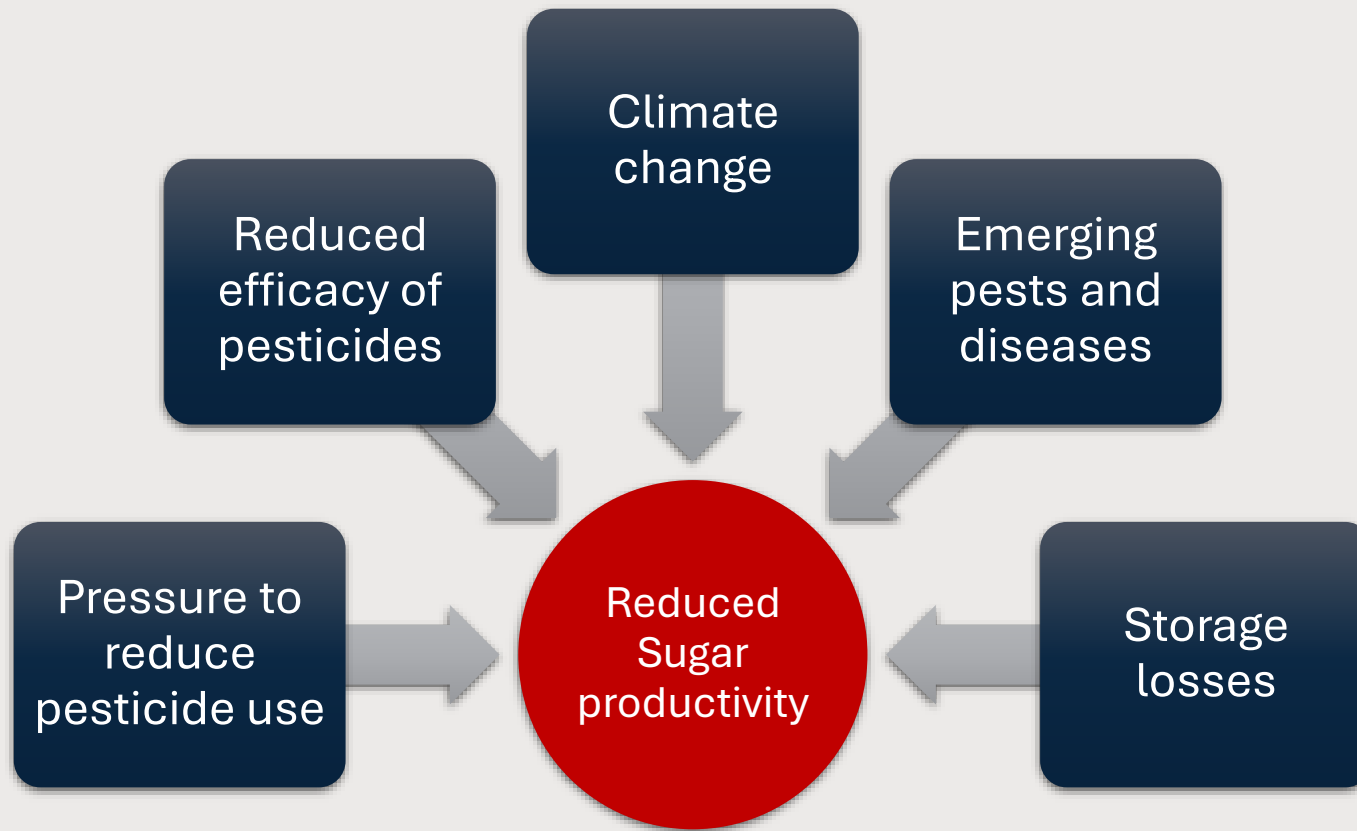 Climate
change
Reduced
efficacy of
pesticides
Emerging
pests and
diseases
Pressure to
reduce
pesticide use
Reduced
Sugar
productivity
Storage
losses